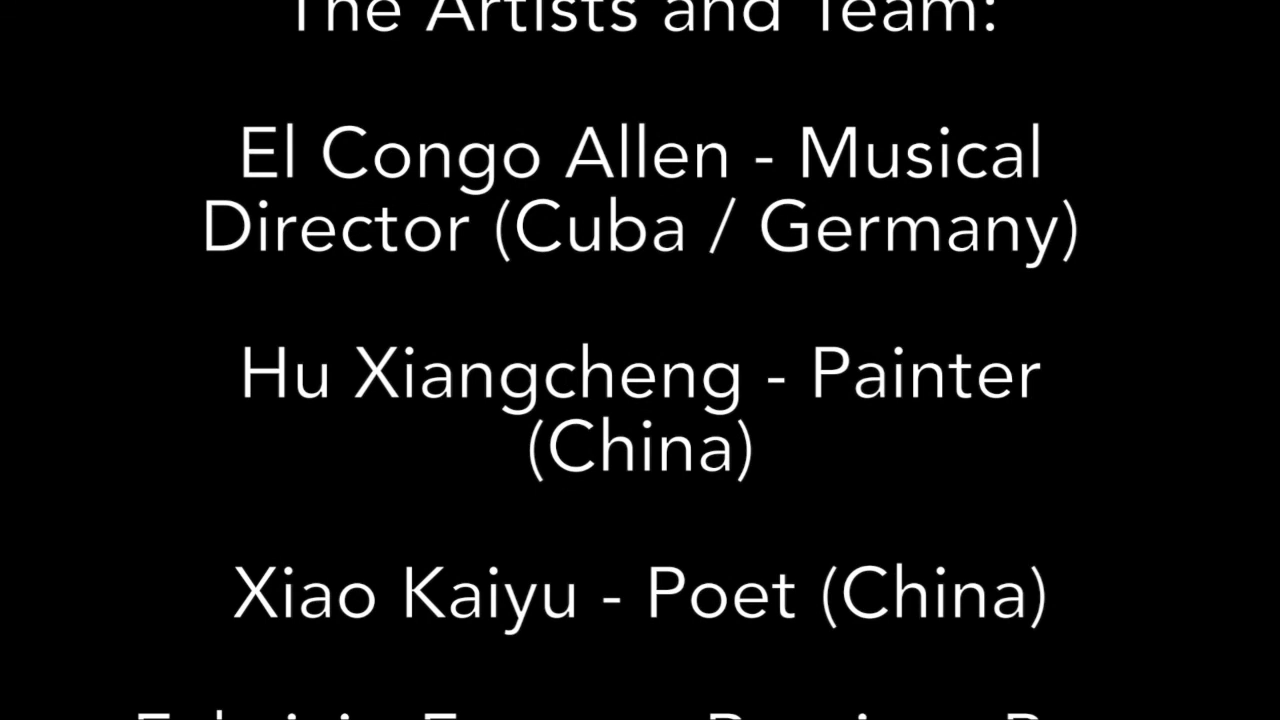 The Artists and Team:
El Congo Allen - Musical
Director (Cuba / Germany)
Hu Xiangcheng - Painter
(China)
Xiao Kaiyu - Poet (China)